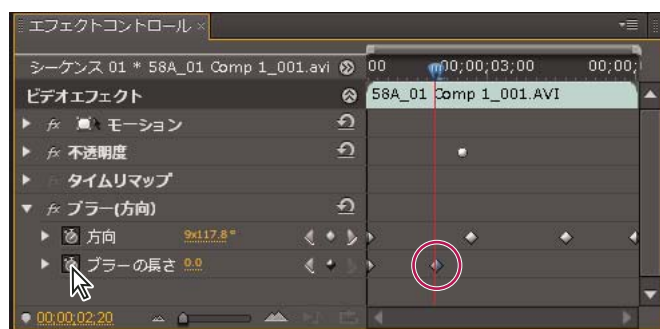 エフェクトコントロール ×
シーケンス 01 * 58A_01 Comp 1_001.avi 00 00;00;03;00 00;00;
ビデオエフェクト 58A_01 Comp 1_001.AVI
fx モーション
fx 不透明度
タイムリマップ
fx ブラー(方向)
方向 9x117.8°
ブラーの長さ 0.0
00;00;02;20